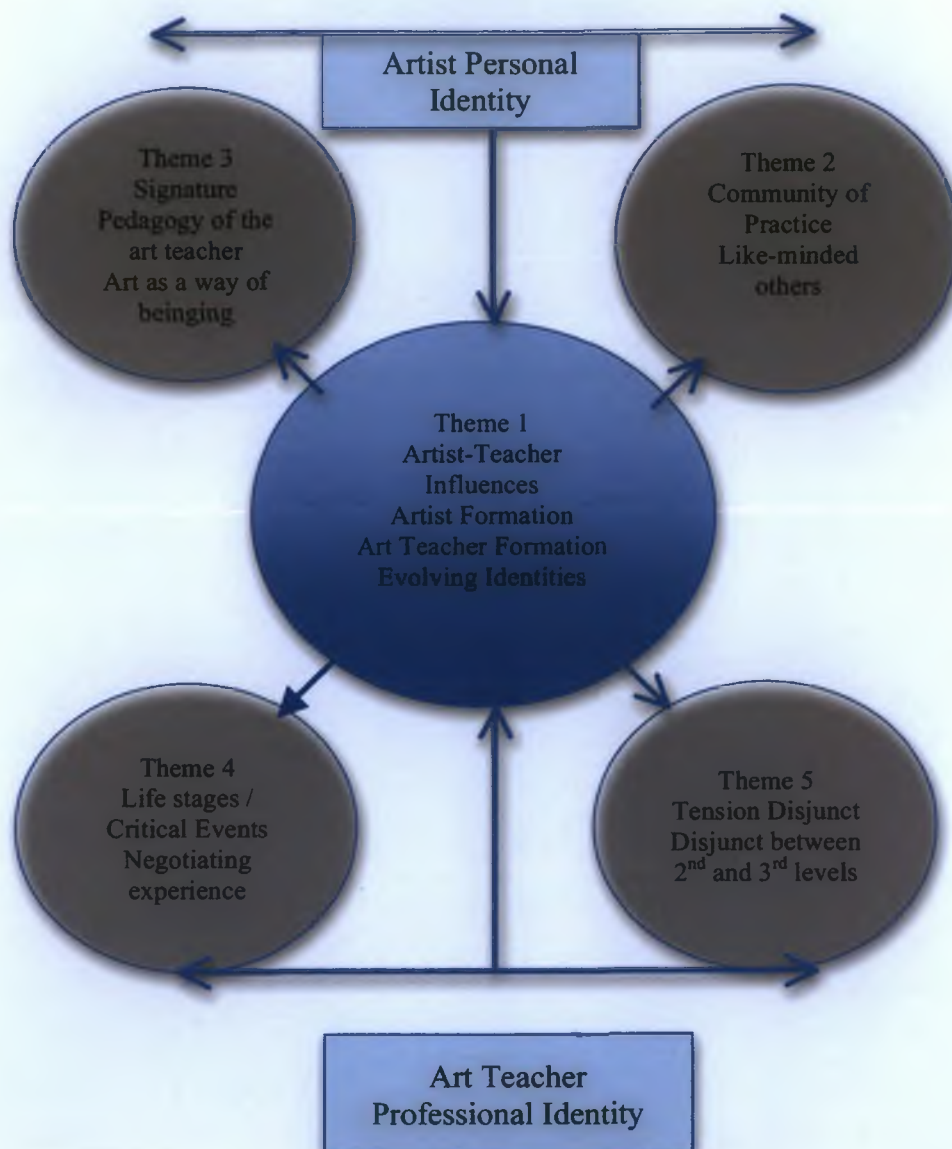 Artist Personal
Identity
Theme 3
Signature
Pedagogy of the
art teacher
Art as a way of
beinging
Theme 2
Community of
Practice
Like-minded
others
Theme 1
Artist-Teacher
Influences
Artist Formation
Art Teacher Formation
Evolving Identities
Theme 4
Life stages /
Critical Events
Negotiating
experience
Theme 5
Tension Disjunct
Disjunct between
2nd and 3rd levels
Art Teacher
Professional Identity